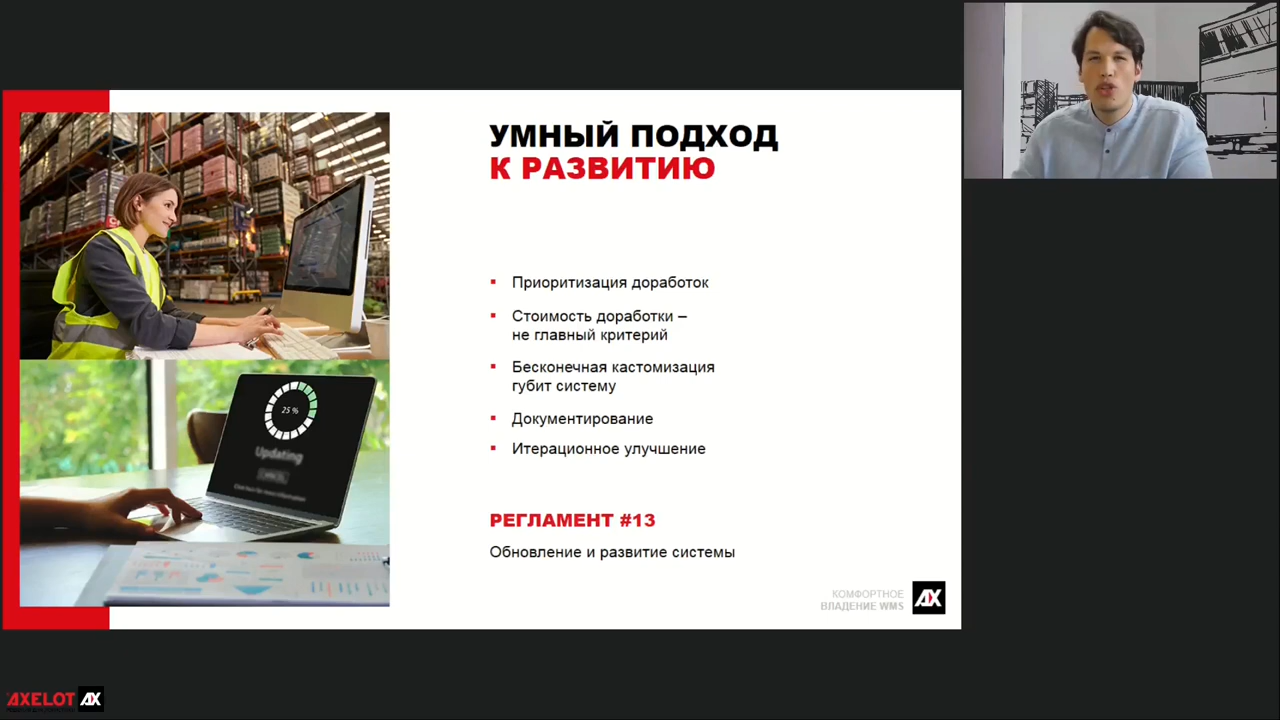 УМНЫЙ ПОДХОД
К РАЗВИТИЮ
Приоритизация доработок
Стоимость доработки –
не главный критерий
Бесконечная кастомизация
губит систему
Документирование
Итерационное улучшение
РЕГЛАМЕНТ #13
Обновление и развитие системы
КОМФОРТНОЕ
ВЛАДЕНИЕ WMS
AX
25 %
Updating
AXELOT AX